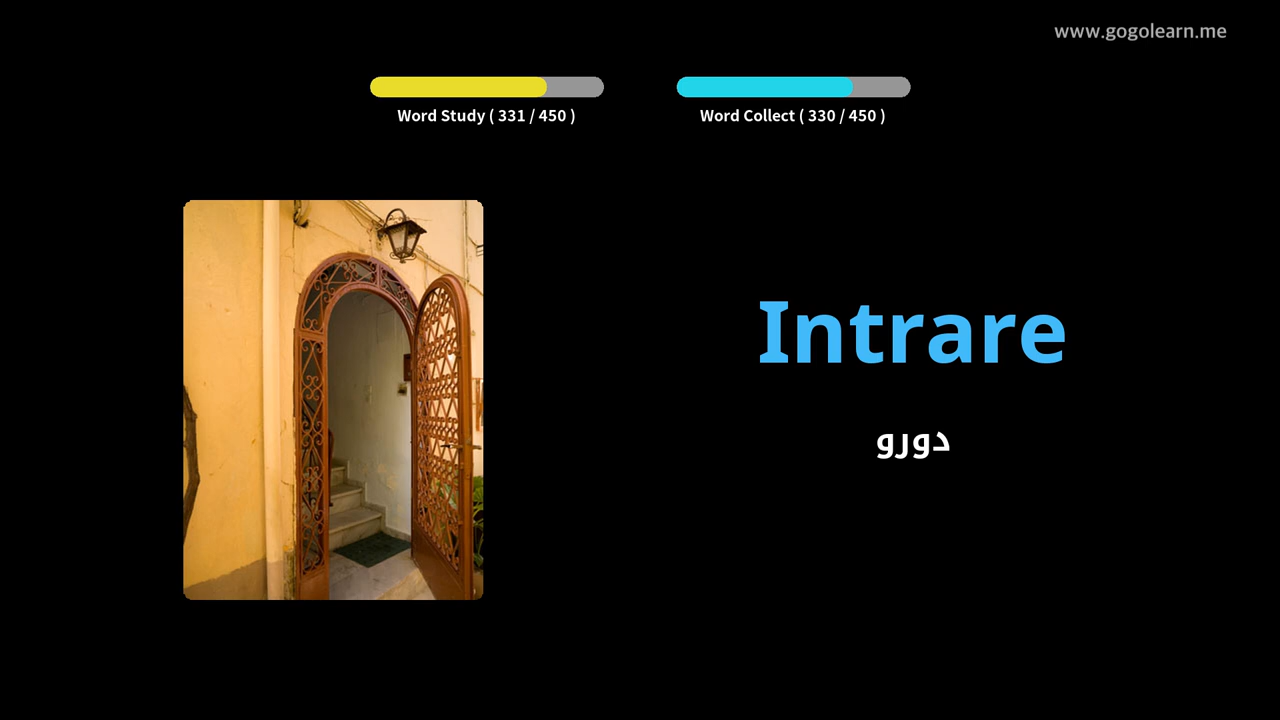 www.gogolearn.me
Word Study ( 331 / 450 )
Word Collect ( 330 / 450 )
Intrare
دورو